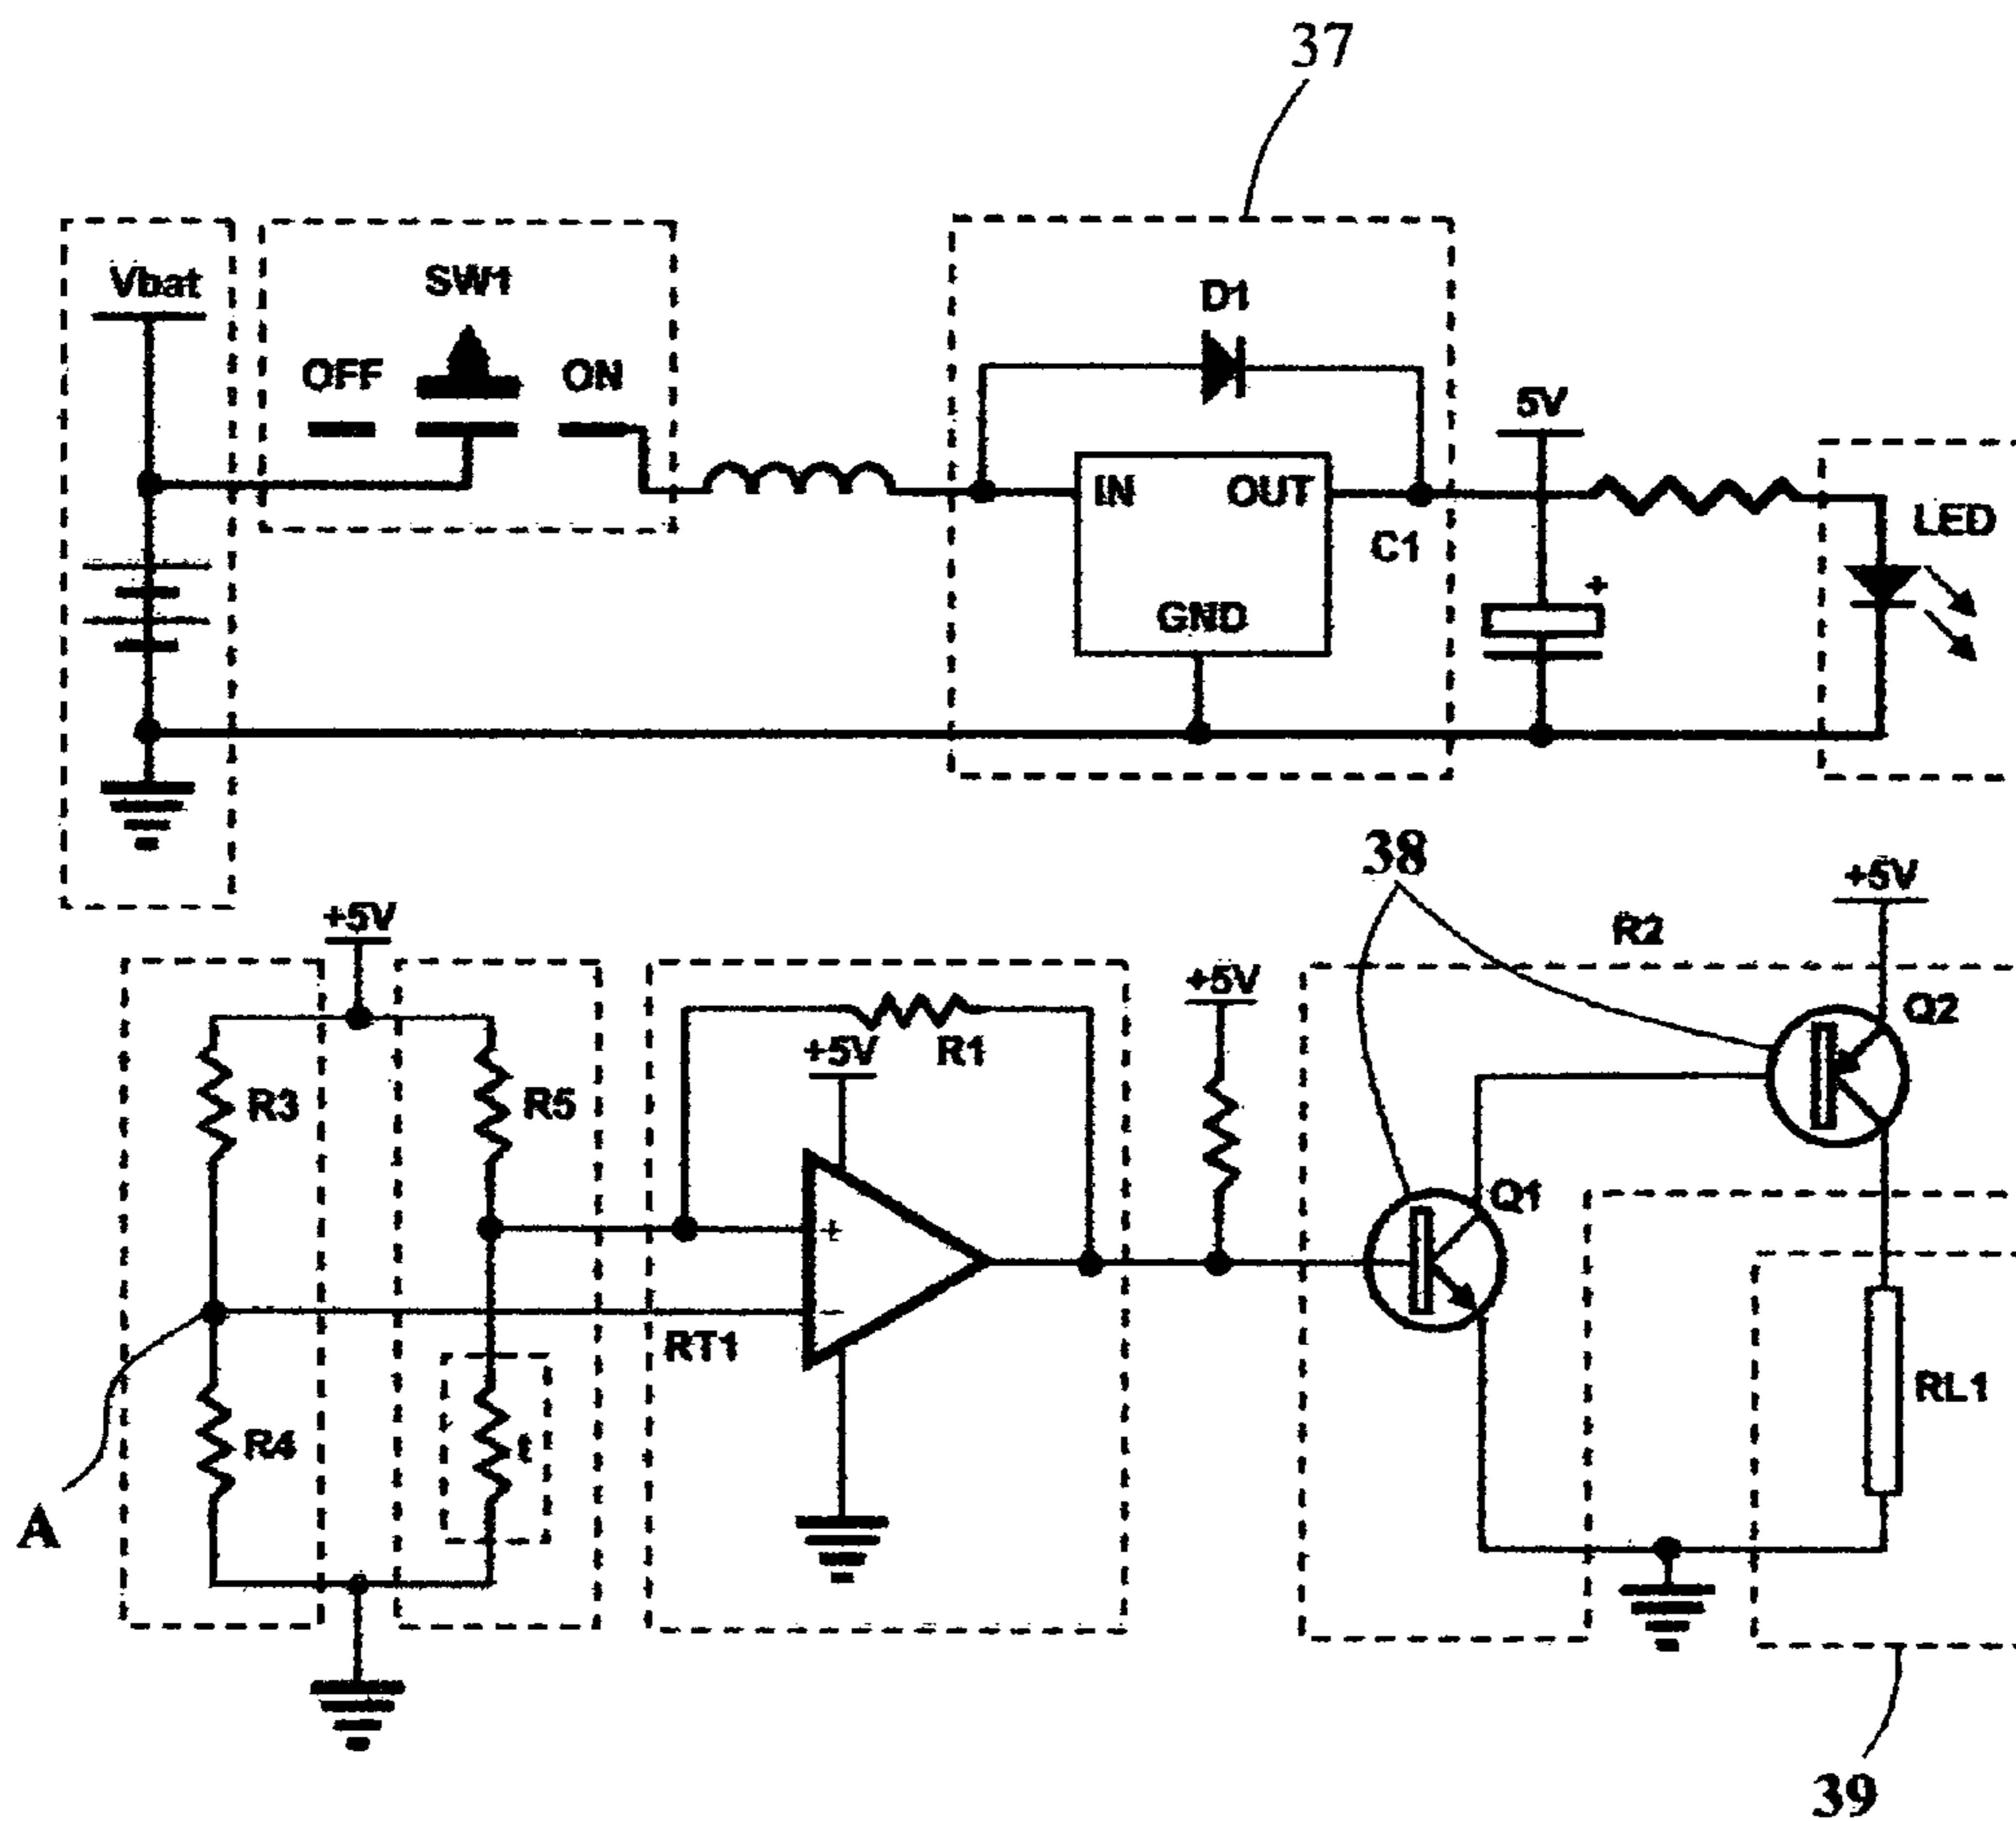 37
Vbat
SW1
OFF
ON
D1
5V
IN
OUT
C1
GND
+
LED
38
+5V
+5V
R2
+5V
Q2
R3
R5
+5V
R1
+
−
Q1
RT1
R4
t
RL1
A
39